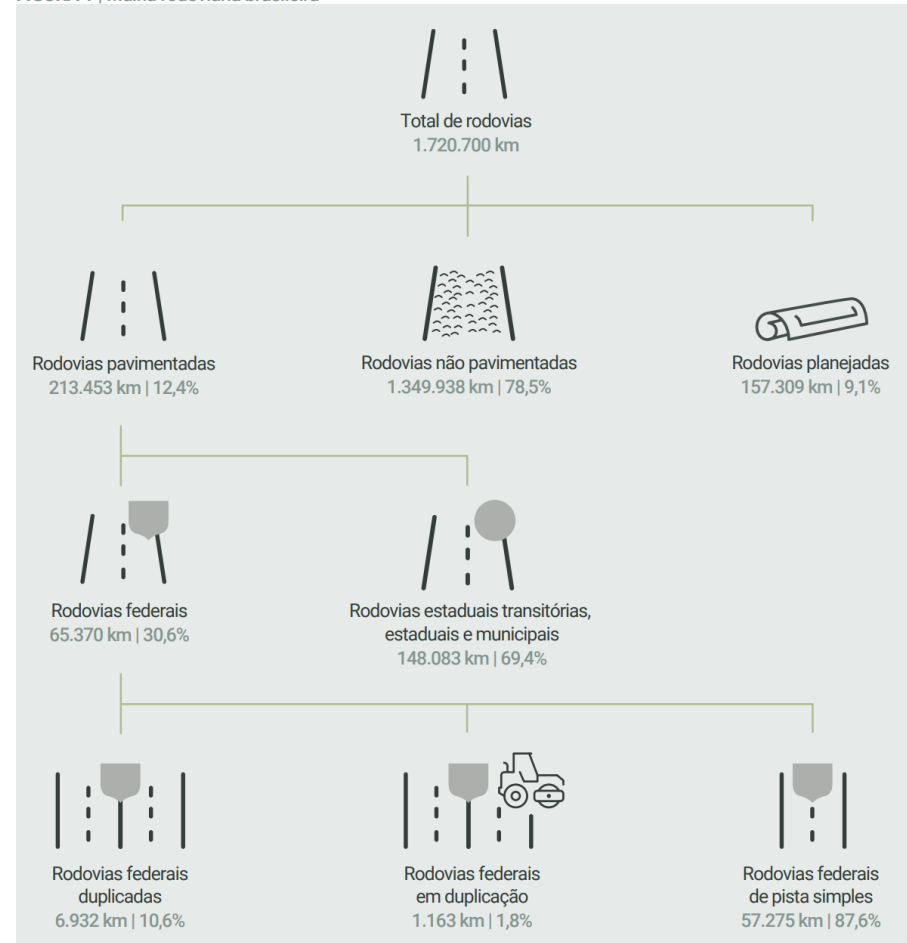 Total de rodovias
1.720.700 km
Rodovias pavimentadas
213.453 km | 12,4%
Rodovias não pavimentadas
1.349.938 km | 78,5%
Rodovias planejadas
157.309 km | 9,1%
Rodovias federais
65.370 km | 30,6%
Rodovias estaduais transitórias,
estaduais e municipais
148.083 km | 69,4%
Rodovias federais
duplicadas
6.932 km | 10,6%
Rodovias federais
em duplicação
1.163 km | 1,8%
Rodovias federais
de pista simples
57.275 km | 87,6%